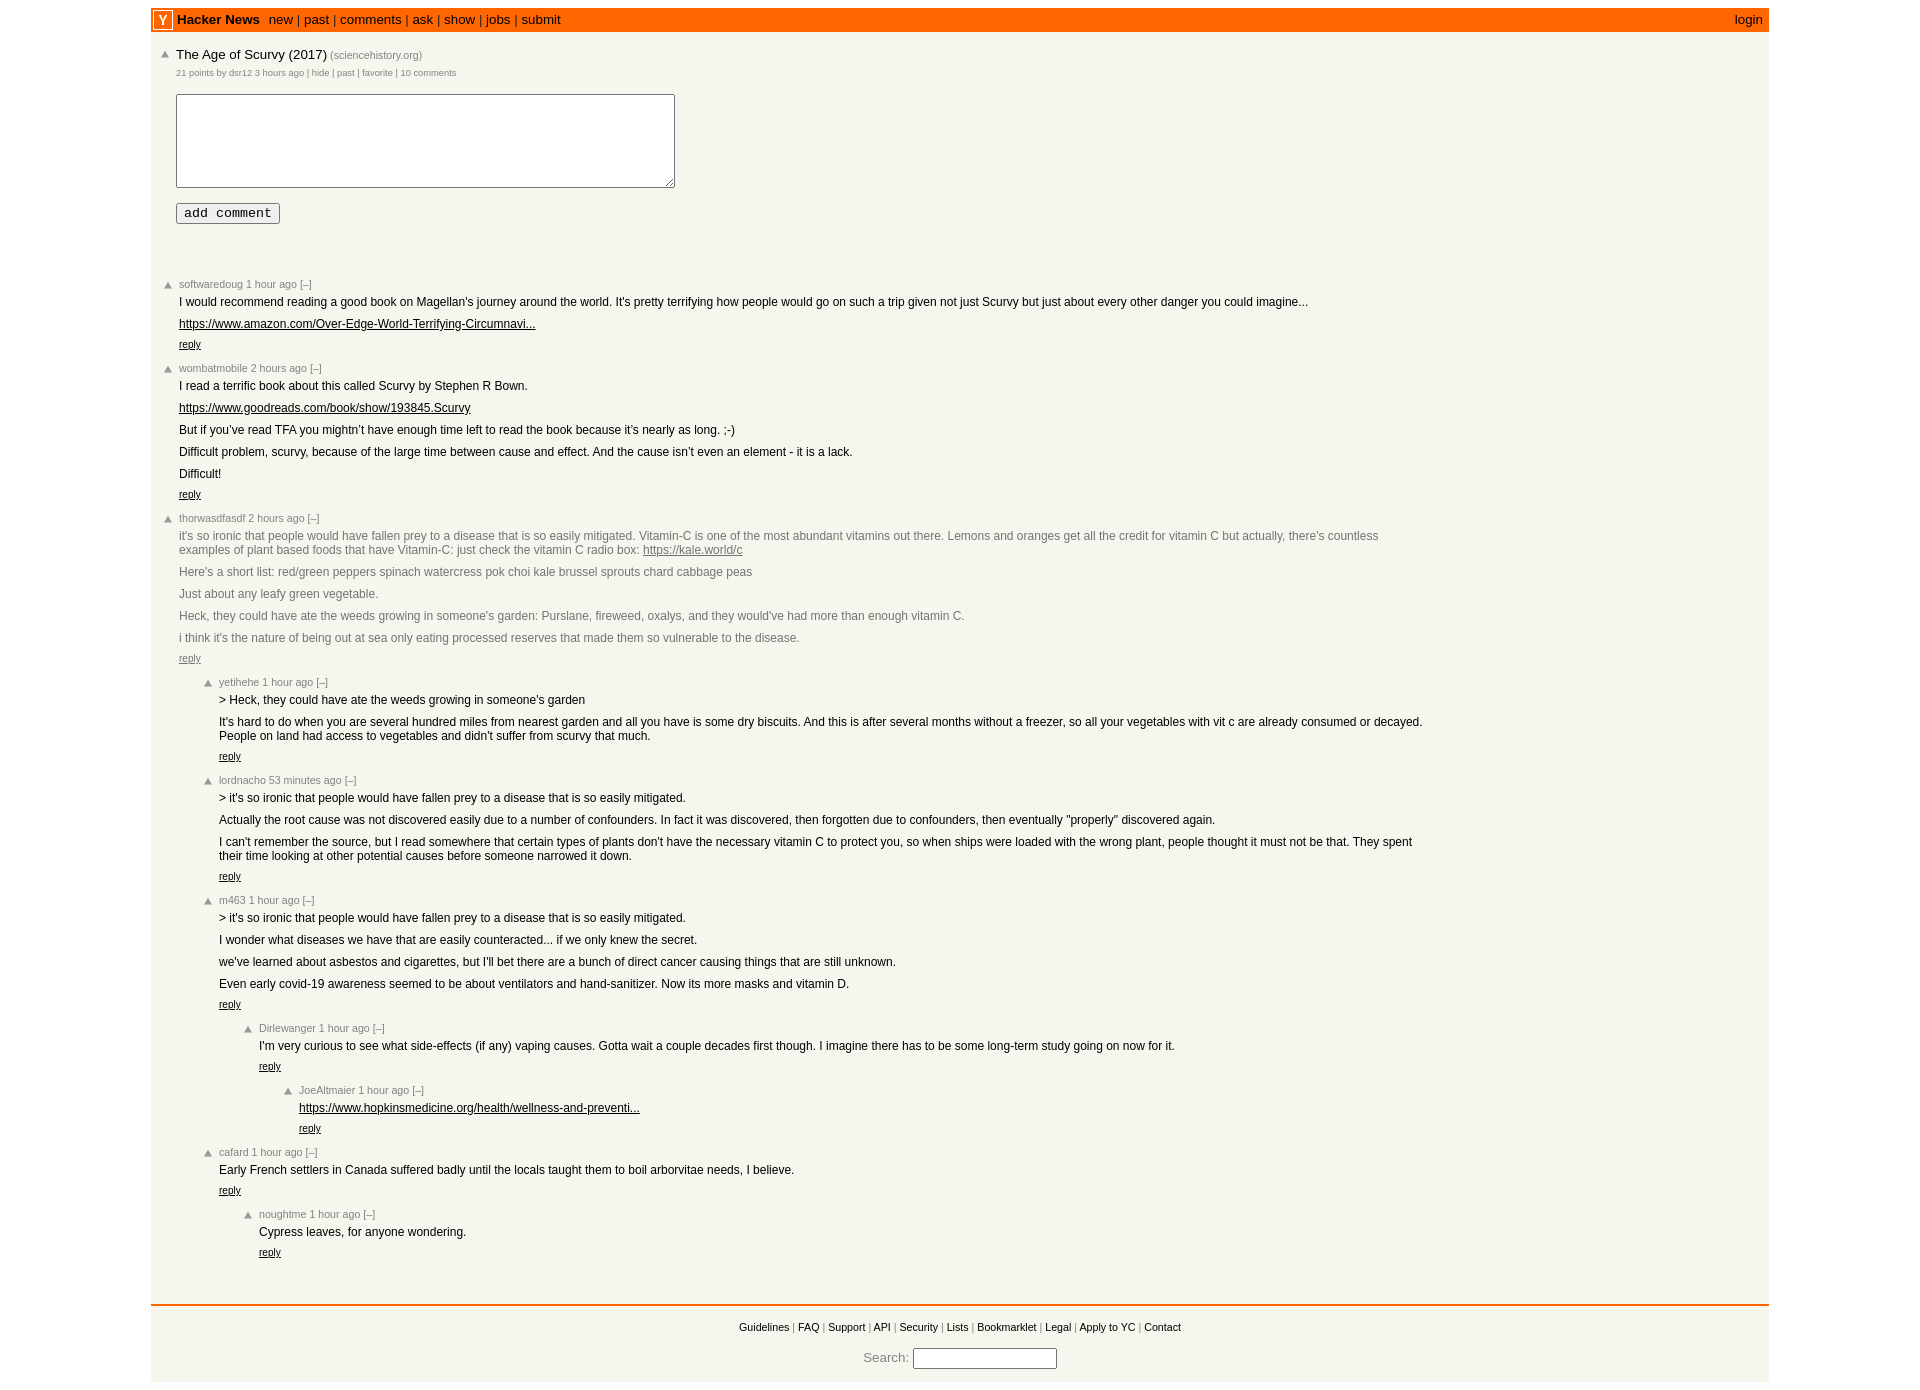 Y Hacker News new | past | comments | ask | show | jobs | submit login
The Age of Scurvy (2017) (sciencehistory.org)
21 points by dsr12 3 hours ago | hide | past | favorite | 10 comments
add comment
softwaredoug 1 hour ago [–]
I would recommend reading a good book on Magellan's journey around the world. It's pretty terrifying how people would go on such a trip given not just Scurvy but just about every other danger you could imagine...
https://www.amazon.com/Over-Edge-World-Terrifying-Circumnavi...
reply
wombatmobile 2 hours ago [–]
I read a terrific book about this called Scurvy by Stephen R Bown.
https://www.goodreads.com/book/show/193845.Scurvy
But if you’ve read TFA you mightn’t have enough time left to read the book because it’s nearly as long. ;-)
Difficult problem, scurvy, because of the large time between cause and effect. And the cause isn’t even an element - it is a lack.
Difficult!
reply
thorwasdfasdf 2 hours ago [–]
it's so ironic that people would have fallen prey to a disease that is so easily mitigated. Vitamin-C is one of the most abundant vitamins out there. Lemons and oranges get all the credit for vitamin C but actually, there's countless
examples of plant based foods that have Vitamin-C: just check the vitamin C radio box: https://kale.world/c
Here's a short list: red/green peppers spinach watercress pok choi kale brussel sprouts chard cabbage peas
Just about any leafy green vegetable.
Heck, they could have ate the weeds growing in someone's garden: Purslane, fireweed, oxalys, and they would've had more than enough vitamin C.
i think it's the nature of being out at sea only eating processed reserves that made them so vulnerable to the disease.
reply
yetihehe 1 hour ago [–]
> Heck, they could have ate the weeds growing in someone's garden
It's hard to do when you are several hundred miles from nearest garden and all you have is some dry biscuits. And this is after several months without a freezer, so all your vegetables with vit c are already consumed or decayed.
People on land had access to vegetables and didn't suffer from scurvy that much.
reply
lordnacho 53 minutes ago [–]
> it's so ironic that people would have fallen prey to a disease that is so easily mitigated.
Actually the root cause was not discovered easily due to a number of confounders. In fact it was discovered, then forgotten due to confounders, then eventually "properly" discovered again.
I can't remember the source, but I read somewhere that certain types of plants don't have the necessary vitamin C to protect you, so when ships were loaded with the wrong plant, people thought it must not be that. They spent
their time looking at other potential causes before someone narrowed it down.
reply
m463 1 hour ago [–]
> it's so ironic that people would have fallen prey to a disease that is so easily mitigated.
I wonder what diseases we have that are easily counteracted... if we only knew the secret.
we've learned about asbestos and cigarettes, but I'll bet there are a bunch of direct cancer causing things that are still unknown.
Even early covid-19 awareness seemed to be about ventilators and hand-sanitizer. Now its more masks and vitamin D.
reply
Dirlewanger 1 hour ago [–]
I'm very curious to see what side-effects (if any) vaping causes. Gotta wait a couple decades first though. I imagine there has to be some long-term study going on now for it.
reply
JoeAltmaier 1 hour ago [–]
https://www.hopkinsmedicine.org/health/wellness-and-preventi...
reply
cafard 1 hour ago [–]
Early French settlers in Canada suffered badly until the locals taught them to boil arborvitae needs, I believe.
reply
noughtme 1 hour ago [–]
Cypress leaves, for anyone wondering.
reply
Guidelines | FAQ | Support | API | Security | Lists | Bookmarklet | Legal | Apply to YC | Contact
Search: